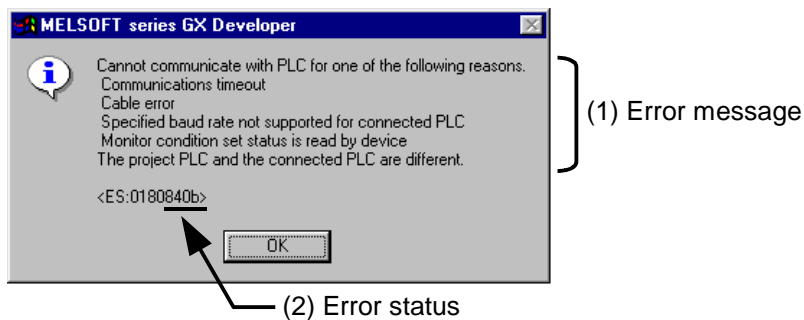 MELSOFT series GX Developer
Cannot communicate with PLC for one of the following reasons.
Communications timeout
Cable error
Specified baud rate not supported for connected PLC
Monitor condition set status is read by device
The project PLC and the connected PLC are different.
(1) Error message
<ES:0180840b>
OK
(2) Error status